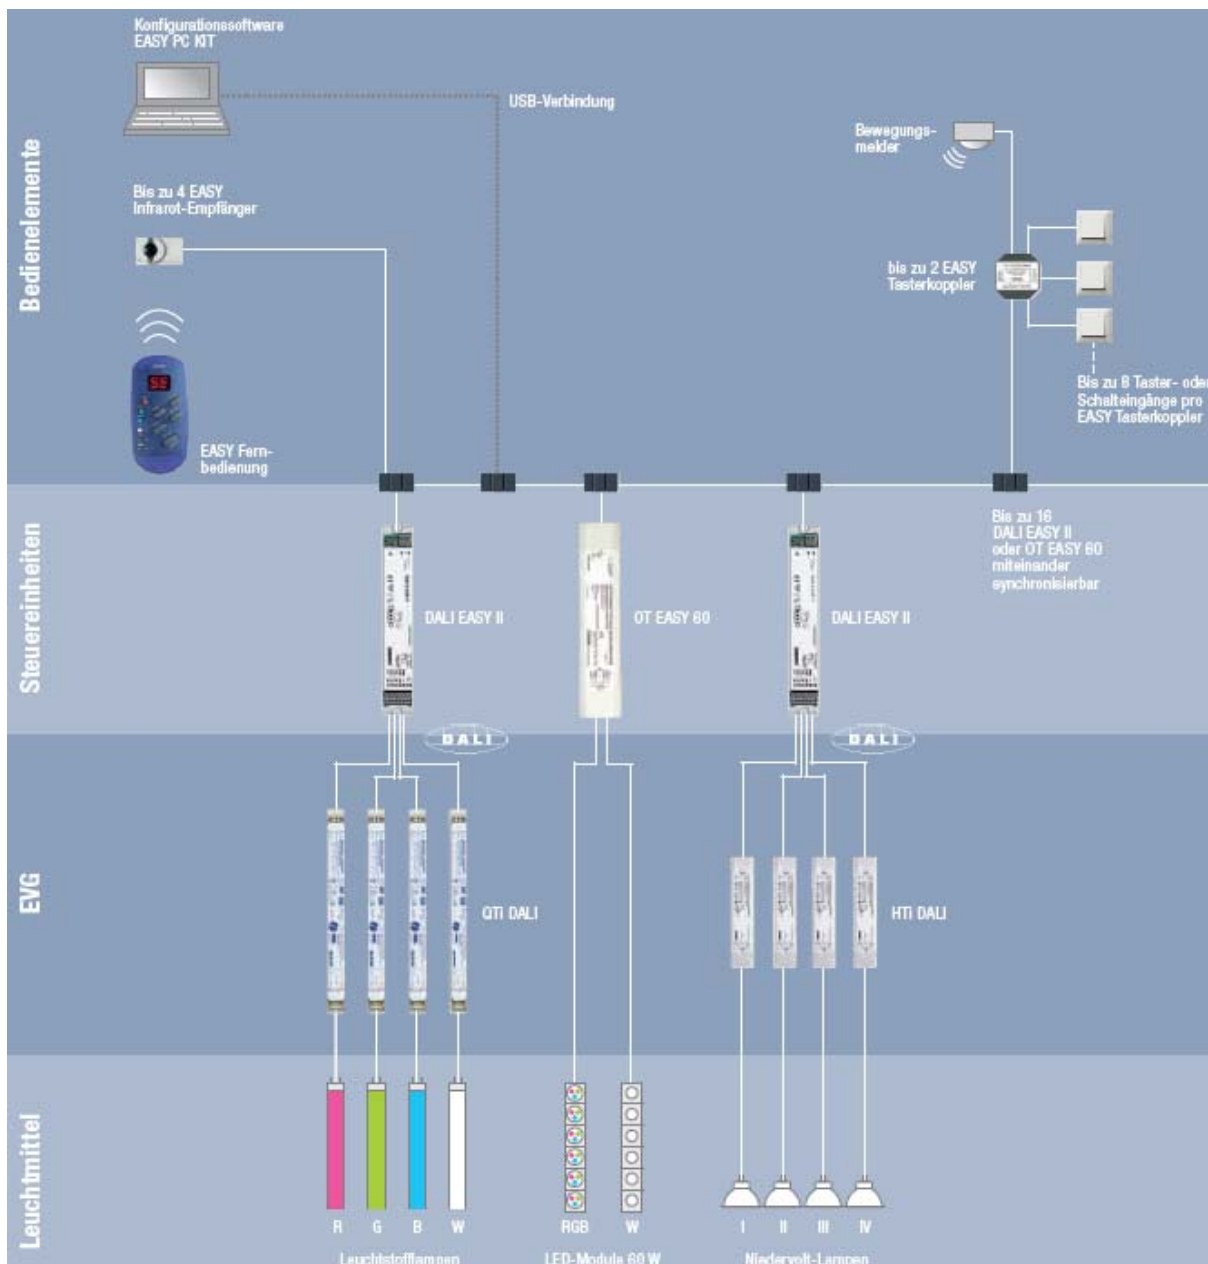 Konfigurationssoftware
EASY PC KIT
USB-Verbindung
Bewegungs-
melder
Bedienelemente
Bis zu 4 EASY
Infrarot-Empfänger
bis zu 2 EASY
Tasterkoppler
Bis zu 8 Taster- oder
Schalteingänge pro
EASY Tasterkoppler
EASY Fern-
bedienung
Steuereinheiten
Bis zu 16
DALI EASY II
oder OT EASY 60
miteinander
synchronisierbar
DALI EASY II
OT EASY 60
DALI EASY II
DALI
DALI
EVG
QTi DALI
HTi DALI
Leuchtmittel
R G B W
RGB W
I II III IV
Leuchtstofflampen
LED-Module 60 W
Niedervolt-Lampen